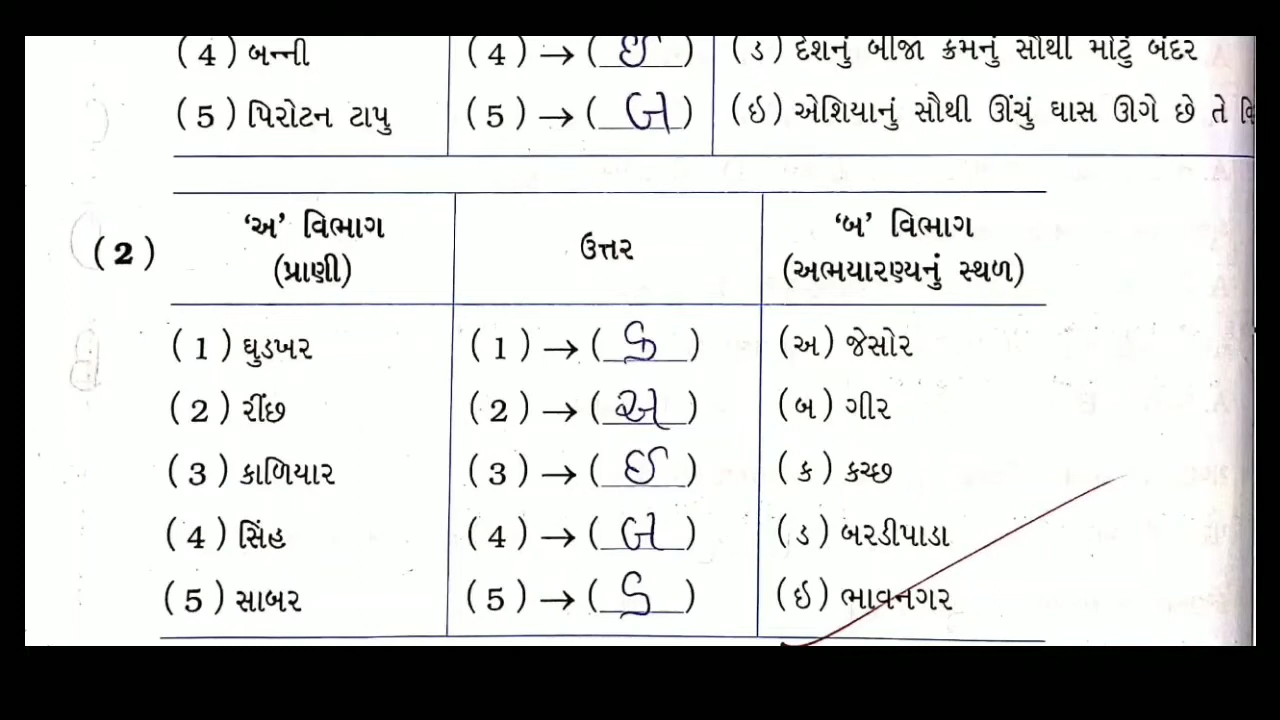 (4) બન્ની (4) → (ઈ) (ડ) દેશનું બીજા ક્રમનું સૌથી મોટું બંદર
(5) પિરોટન ટાપુ (5) → (બ) (ઇ) એશિયાનું સૌથી ઊંચું ઘાસ ઊગે છે તે
(2) ‘અ’ વિભાગ (પ્રાણી) ઉત્તર ‘બ’ વિભાગ (અભયારણ્યનું સ્થળ)
(1) ઘુડખર (1) → (ક) (અ) જેસોર
(2) રીંછ (2) → (અ) (બ) ગીર
(3) કાળિયાર (3) → (ઈ) (ક) કચ્છ
(4) સિંહ (4) → (બ) (ડ) બરડીપાડા
(5) સાબર (5) → (ડ) (ઇ) ભાવનગર